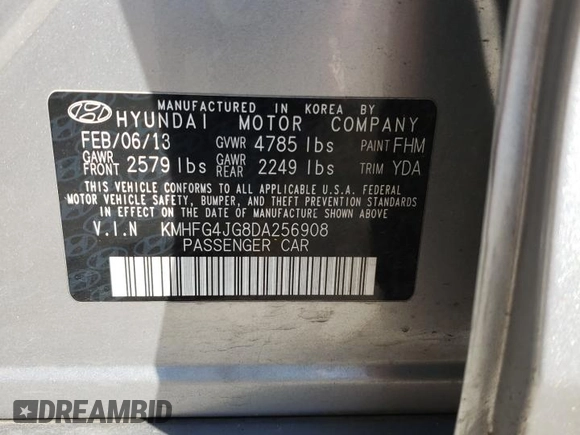 MANUFACTURED IN KOREA BY
HYUNDAI MOTOR COMPANY
FEB/06/13 GVWR 4785 lbs PAINT FHM
GAWR FRONT 2579 lbs GAWR REAR 2249 lbs TRIM YDA
THIS VEHICLE CONFORMS TO ALL APPLICABLE U.S.A. FEDERAL
MOTOR VEHICLE SAFETY, BUMPER, AND THEFT PREVENTION STANDARDS
IN EFFECT ON THE DATE OF MANUFACTURE SHOWN ABOVE.
V.I.N KMHFG4JG8DA256908
PASSENGER CAR
DREAMBID